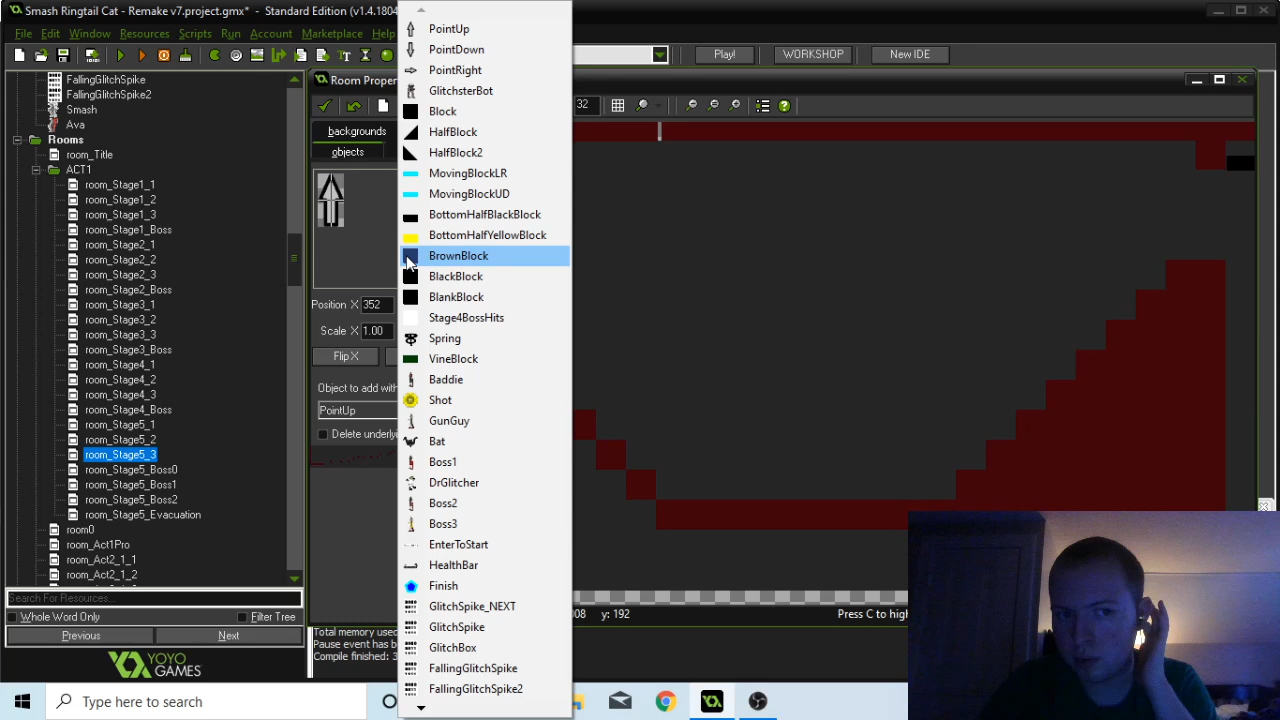 Smash Ringtail Cat - Remake v7.project.gmx* - Standard Edition (v1.4.1804
File Edit Window Resources Scripts Run Account Marketplace Help
Play! WORKSHOP New IDE
FallingGlitchSpike
FallingGlitchSpike2
Smash
Ava
Rooms
room_Title
ACT1
room_Stage1_1
room_Stage1_2
room_Stage1_3
room_Stage1_Boss
room_Stage2_1
room_Stage2_2
room_Stage2_3
room_Stage2_Boss
room_Stage3_1
room_Stage3_2
room_Stage3_3
room_Stage3_Boss
room_Stage4_1
room_Stage4_2
room_Stage4_3
room_Stage4_Boss
room_Stage5_1
room_Stage5_2
room_Stage5_3
room_Stage5_Boss0
room_Stage5_Boss1
room_Stage5_Boss2
room_Stage5_Evacuation
room0
room_Act1Pro
room_Act2_1_1
room_Act2_1_2
Search For Resources...
Whole Word Only Filter Tree
Previous Next
YOYO
GAMES
Room Proper
32
backgrounds
objects
Position X 352
Scale X 1.00
Flip X
Object to add with
PointUp
Delete underlyi
PointUp
PointDown
PointRight
GlitchsterBot
Block
HalfBlock
HalfBlock2
MovingBlockLR
MovingBlockUD
BottomHalfBlackBlock
BottomHalfYellowBlock
BrownBlock
BlackBlock
BlankBlock
Stage4BossHits
Spring
VineBlock
Baddie
Shot
GunGuy
Bat
Boss1
DrGlitcher
Boss2
Boss3
EnterToStart
HealthBar
Finish
GlitchSpike_NEXT
GlitchSpike
GlitchBox
FallingGlitchSpike
FallingGlitchSpike2
08 y: 192 Press C to high
Total memory used
Pause event has b
Compile finished: 3
Type here to search